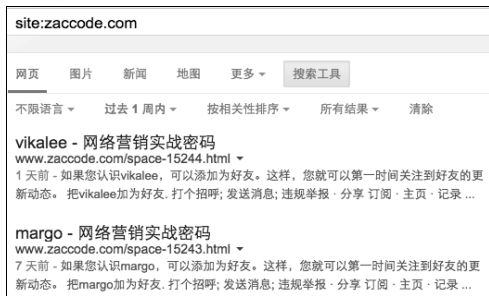 site:zaccode.com
网页 图片 新闻 地图 更多 搜索工具
不限语言 过去 1 周内 按相关性排序 所有结果 清除
vikalee - 网络营销实战密码
www.zaccode.com/space-15244.html
1 天前 - 如果您认识vikalee，可以添加为好友。这样，您就可以第一时间关注到好友的更
新动态。 把vikalee加为好友. 打个招呼; 发送消息; 违规举报 · 分享 订阅 · 主页 · 记录 ...
margo - 网络营销实战密码
www.zaccode.com/space-15243.html
7 天前 - 如果您认识margo，可以添加为好友。这样，您就可以第一时间关注到好友的更
新动态。 把margo加为好友. 打个招呼; 发送消息; 违规举报 · 分享 订阅 · 主页 · 记录 ...